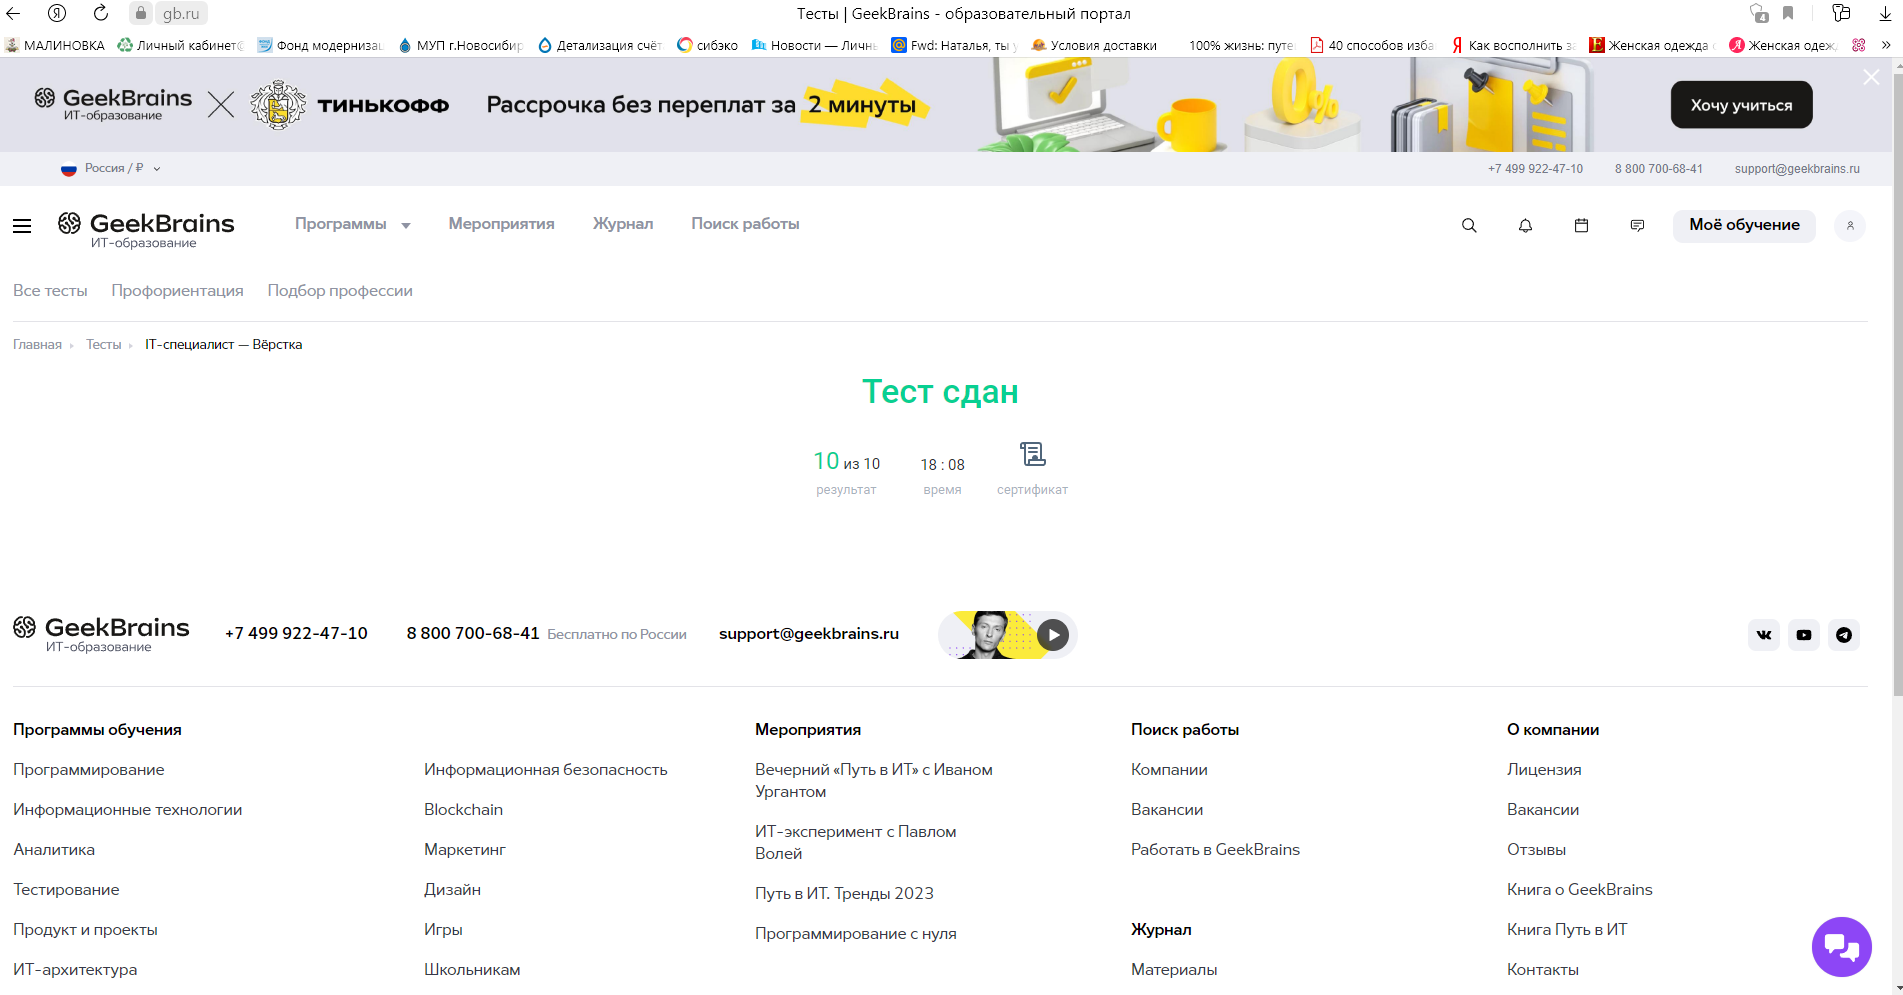 gb.ru
Тесты | GeekBrains - образовательный портал
4
МАЛИНОВКА
Личный кабинет
Фонд модернизац
МУП г.Новосибир
Детализация счёт
сибэко
Новости — Личнь
Fwd: Наталья, ты у
Условия доставки
100% жизнь: путе
40 способов изба
Как восполнить за
Женская одежда
Женская одежд
»
GeekBrains
ИТ-образование
ТИНЬКОФФ
Рассрочка без переплат за 2 минуты
0%
Хочу учиться
Россия / ₽
+7 499 922-47-10
8 800 700-68-41
support@geekbrains.ru
GeekBrains
ИТ-образование
Программы
Мероприятия
Журнал
Поиск работы
Моё обучение
Все тесты
Профориентация
Подбор профессии
Главная
Тесты
IT-специалист — Вёрстка
Тест сдан
10 из 10
результат
18 : 08
время
сертификат
GeekBrains
ИТ-образование
+7 499 922-47-10
8 800 700-68-41 Бесплатно по России
support@geekbrains.ru
Программы обучения
Программирование
Информационные технологии
Аналитика
Тестирование
Продукт и проекты
ИТ-архитектура
Информационная безопасность
Blockchain
Маркетинг
Дизайн
Игры
Школьникам
Мероприятия
Вечерний «Путь в ИТ» с Иваном
Ургантом
ИТ-эксперимент с Павлом
Волей
Путь в ИТ. Тренды 2023
Программирование с нуля
Поиск работы
Компании
Вакансии
Работать в GeekBrains
Журнал
Материалы
О компании
Лицензия
Вакансии
Отзывы
Книга о GeekBrains
Книга Путь в ИТ
Контакты